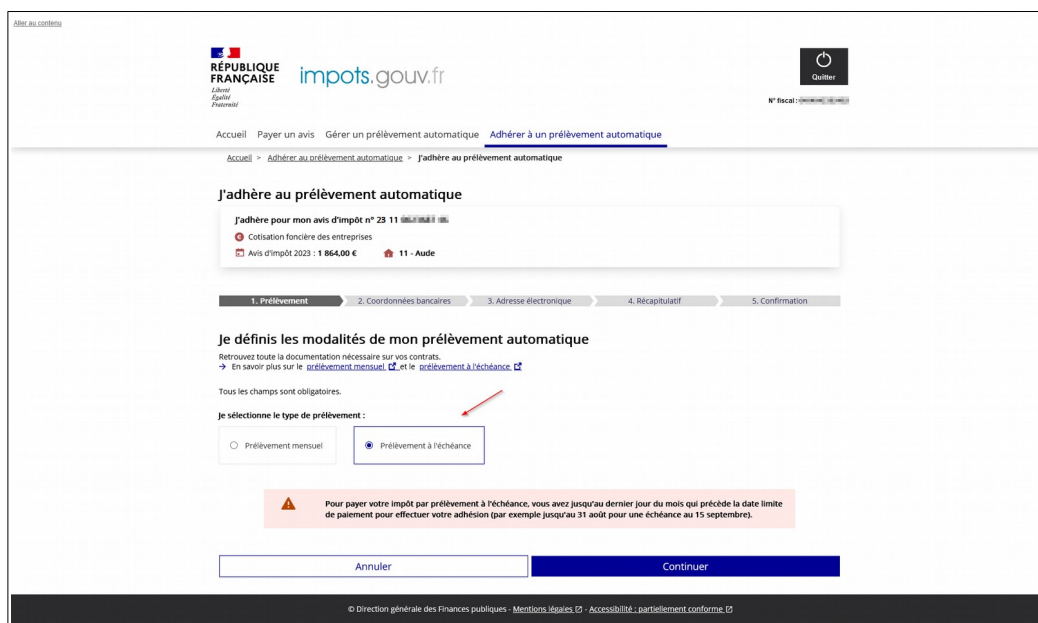 Aller au contenu
RÉPUBLIQUE
FRANÇAISE
Liberté
Égalité
Fraternité
impots.gouv.fr
Quitter
N° fiscal :
Accueil Payer un avis Gérer un prélèvement automatique Adhérer à un prélèvement automatique
Accueil > Adhérer au prélèvement automatique > J'adhère au prélèvement automatique
J'adhère au prélèvement automatique
J'adhère pour mon avis d'impôt n° 23 11
Cotisation foncière des entreprises
Avis d'impôt 2023 : 1 864,00 € 11 - Aude
1. Prélèvement 2. Coordonnées bancaires 3. Adresse électronique 4. Récapitulatif 5. Confirmation
Je définis les modalités de mon prélèvement automatique
Retrouvez toute la documentation nécessaire sur vos contrats.
→ En savoir plus sur le prélèvement mensuel et le prélèvement à l'échéance
Tous les champs sont obligatoires.
Je sélectionne le type de prélèvement :
Prélèvement mensuel Prélèvement à l'échéance
Pour payer votre impôt par prélèvement à l'échéance, vous avez jusqu'au dernier jour du mois qui précède la date limite
de paiement pour effectuer votre adhésion (par exemple jusqu'au 31 août pour une échéance au 15 septembre).
Annuler Continuer
© Direction générale des Finances publiques - Mentions légales - Accessibilité : partiellement conforme